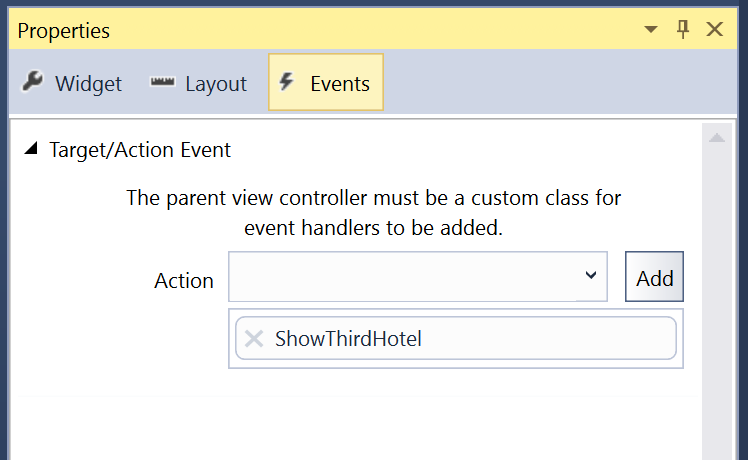 Properties
Widget Layout Events
Target/Action Event
The parent view controller must be a custom class for
event handlers to be added.
Action Add
ShowThirdHotel